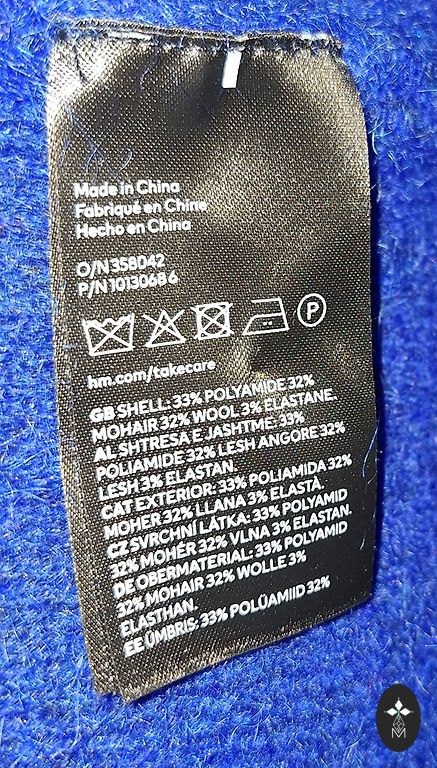 Made in China
Fabriqué en Chine
Hecho en China
O/N 358042
P/N 1013068 6
P
hm.com/takecare
GB SHELL: 33% POLYAMIDE 32%
MOHAIR 32% WOOL 3% ELASTANE.
AL SHTRESA E JASHTME: 33%
POLIAMIDE 32% LESH ANGORE 32%
LESH 3% ELASTAN.
CAT EXTERIOR: 33% POLIAMIDA 32%
MOHER 32% LLANA 3% ELASTÀ.
CZ SVRCHNÍ LÁTKA: 33% POLYAMID
32% MOHÉR 32% VLNA 3% ELASTAN.
DE OBERMATERIAL: 33% POLYAMID
32% MOHAIR 32% WOLLE 3%
ELASTHAN.
EE ÜMBRIS: 33% POLÜAMIID 32%
M